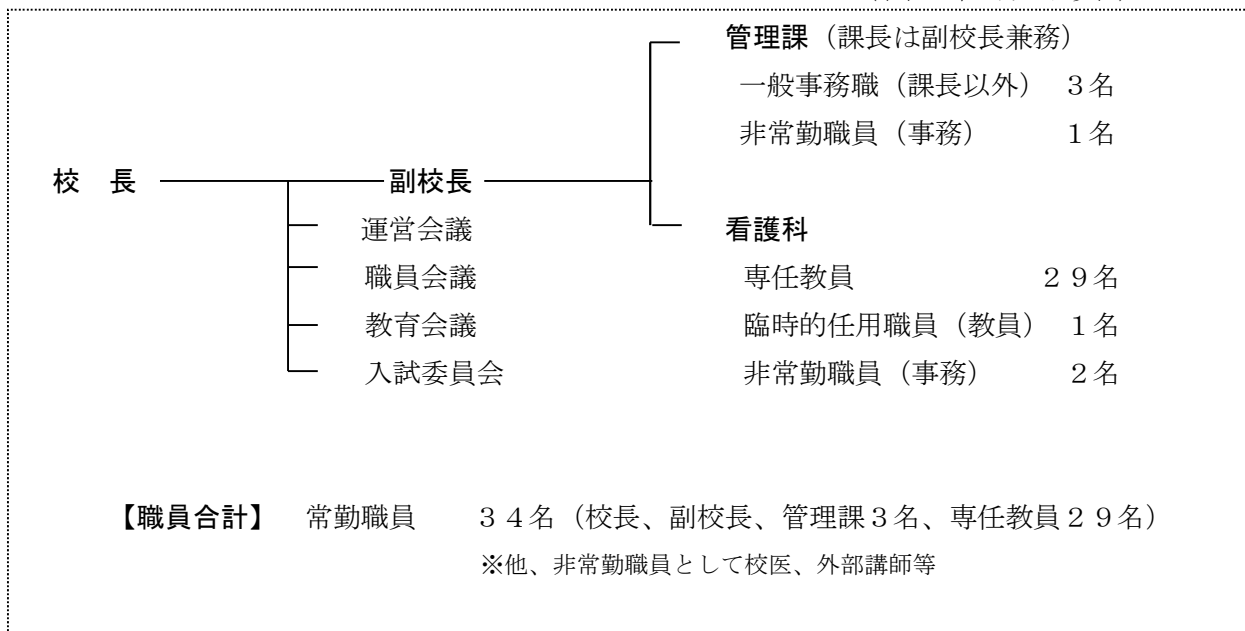 管理課（課長は副校長兼務）
一般事務職（課長以外） ３名
非常勤職員（事務） １名
校 長 副校長
運営会議 看護科
職員会議 専任教員 ２９名
教育会議 臨時的任用職員（教員） １名
入試委員会 非常勤職員（事務） ２名
【職員合計】 常勤職員 ３４名（校長、副校長、管理課３名、専任教員２９名）
※他、非常勤職員として校医、外部講師等